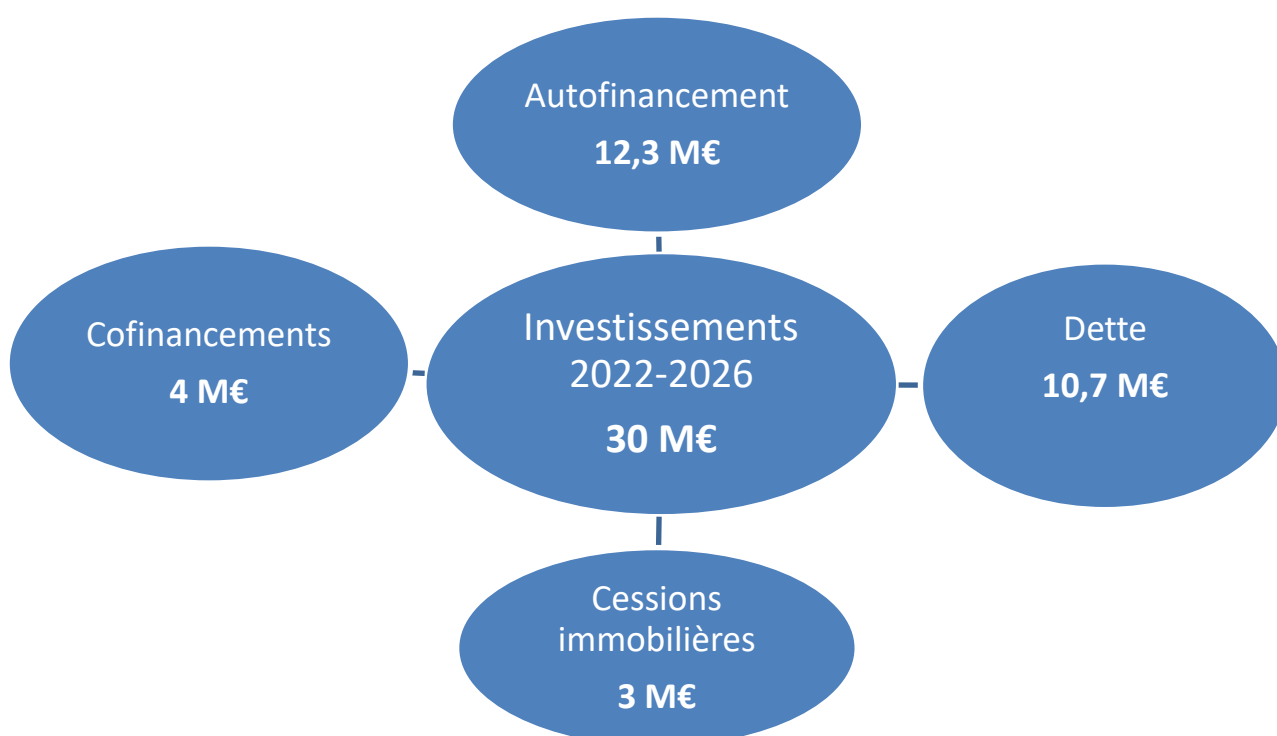 Autofinancement
12,3 M€
Cofinancements
4 M€
Investissements
2022-2026
30 M€
Dette
10,7 M€
Cessions
immobilières
3 M€